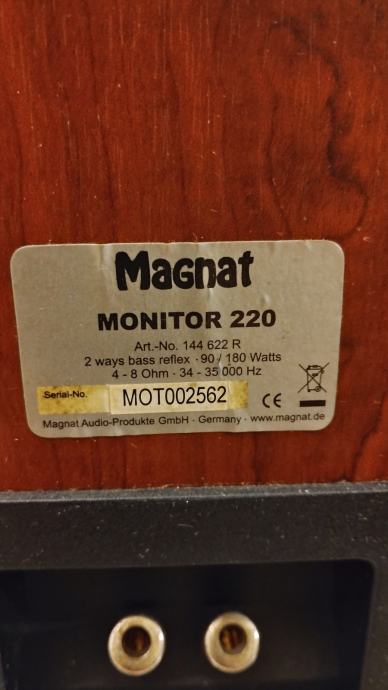 Magnat
MONITOR 220
Art.-No. 144 622 R
2 ways bass reflex · 90 / 180 Watts
4 - 8 Ohm · 34 - 35 000 Hz
Serial-No. MOT002562 CE
Magnat Audio-Produkte GmbH · Germany · www.magnat.de